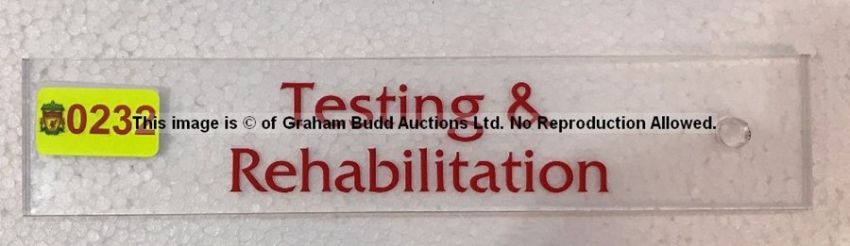 Testing &
0232
This image is © of Graham Budd Auctions Ltd. No Reproduction Allowed.
Rehabilitation